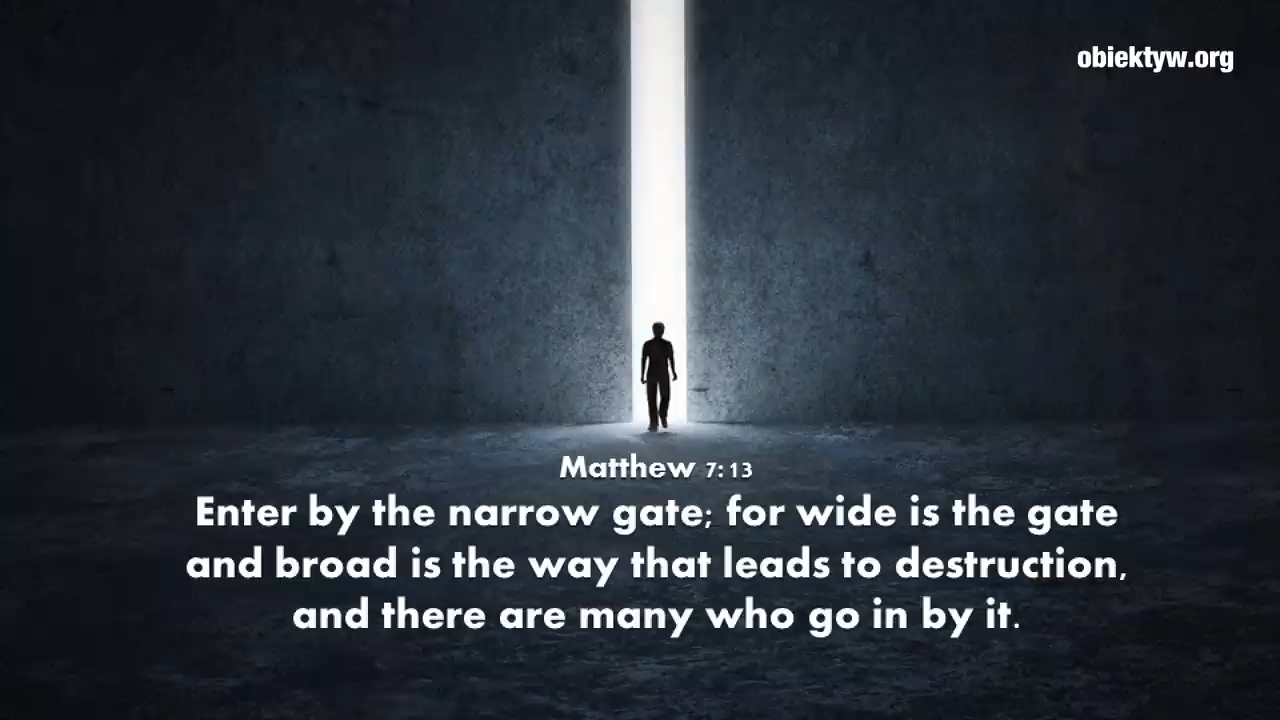 obiektyw.org
Matthew 7:13
Enter by the narrow gate; for wide is the gate
and broad is the way that leads to destruction,
and there are many who go in by it.